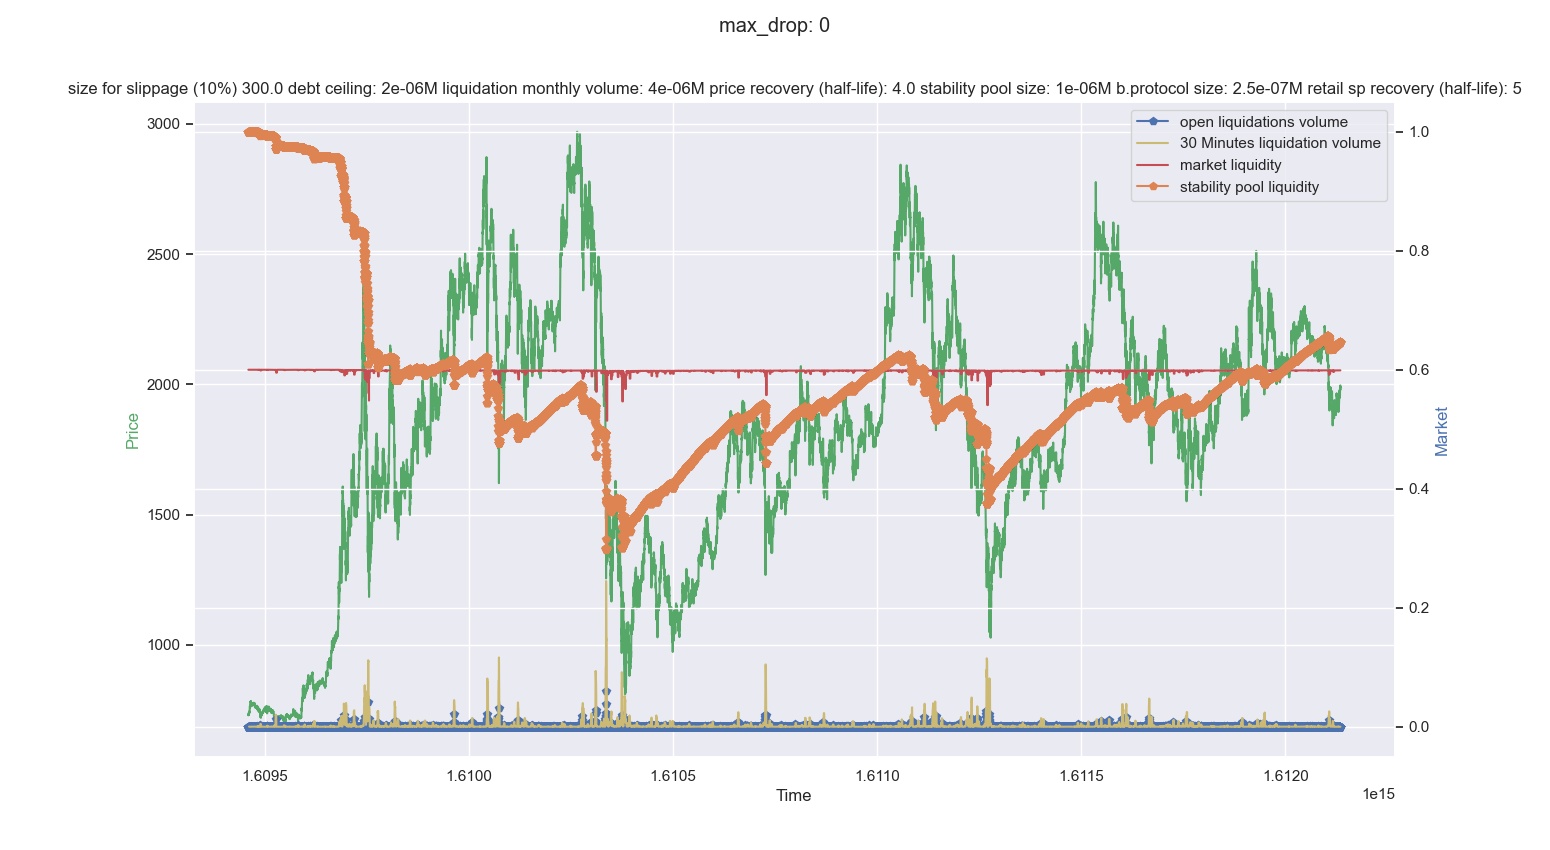 max_drop: 0
size for slippage (10%) 300.0 debt ceiling: 2e-06M liquidation monthly volume: 4e-06M price recovery (half-life): 4.0 stability pool size: 1e-06M b.protocol size: 2.5e-07M retail sp recovery (half-life): 5
open liquidations volume
30 Minutes liquidation volume
market liquidity
stability pool liquidity
3000
2500
2000
1500
1000
Price
1.0
0.8
0.6
0.4
0.2
0.0
Market
1.6095 1.6100 1.6105 1.6110 1.6115 1.6120
Time
1e15